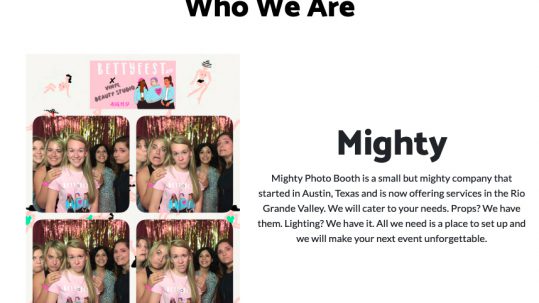 Who We Are
BETTYFEST
X
BEAUTY STUDIO
Mighty
Mighty Photo Booth is a small but mighty company that
started in Austin, Texas and is now offering services in the Rio
Grande Valley. We will cater to your needs. Props? We have
them. Lighting? We have it. All we need is a place to set up and
we will make your next event unforgettable.